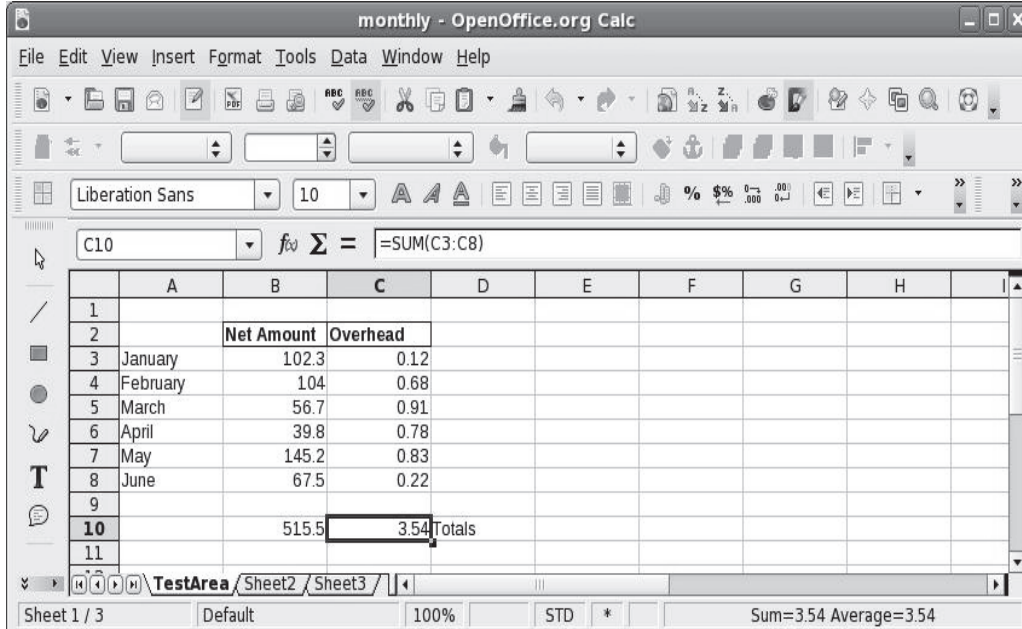 monthly - OpenOffice.org Calc
File Edit View Insert Format Tools Data Window Help
Liberation Sans 10
C10 =SUM(C3:C8)
A B C D E F G H I
1
2 Net Amount Overhead
3 January 102.3 0.12
4 February 104 0.68
5 March 56.7 0.91
6 April 39.8 0.78
7 May 145.2 0.83
8 June 67.5 0.22
9
10 515.5 3.54 Totals
11
TestArea Sheet2 Sheet3
Sheet 1 / 3 Default 100% STD * Sum=3.54 Average=3.54